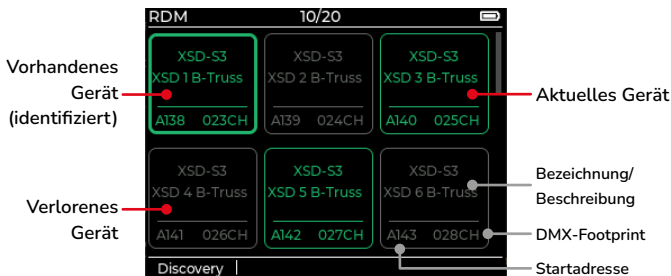 RDM 10/20
XSD-S3 XSD-S3 XSD-S3
XSD 1 B-Truss XSD 2 B-Truss XSD 3 B-Truss
A138 023CH A139 024CH A140 025CH
XSD-S3 XSD-S3 XSD-S3
XSD 4 B-Truss XSD 5 B-Truss XSD 6 B-Truss
A141 026CH A142 027CH A143 028CH
Discovery
Vorhandenes
Gerät
(identifiziert)
Verlorenes
Gerät
Aktuelles Gerät
Bezeichnung/
Beschreibung
DMX-Footprint
Startadresse